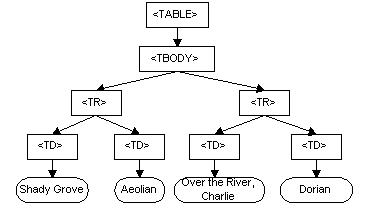 <TABLE>
<TBODY>
<TR> <TR>
<TD> <TD> <TD> <TD>
Shady Grove Aeolian Over the River, Charlie Dorian